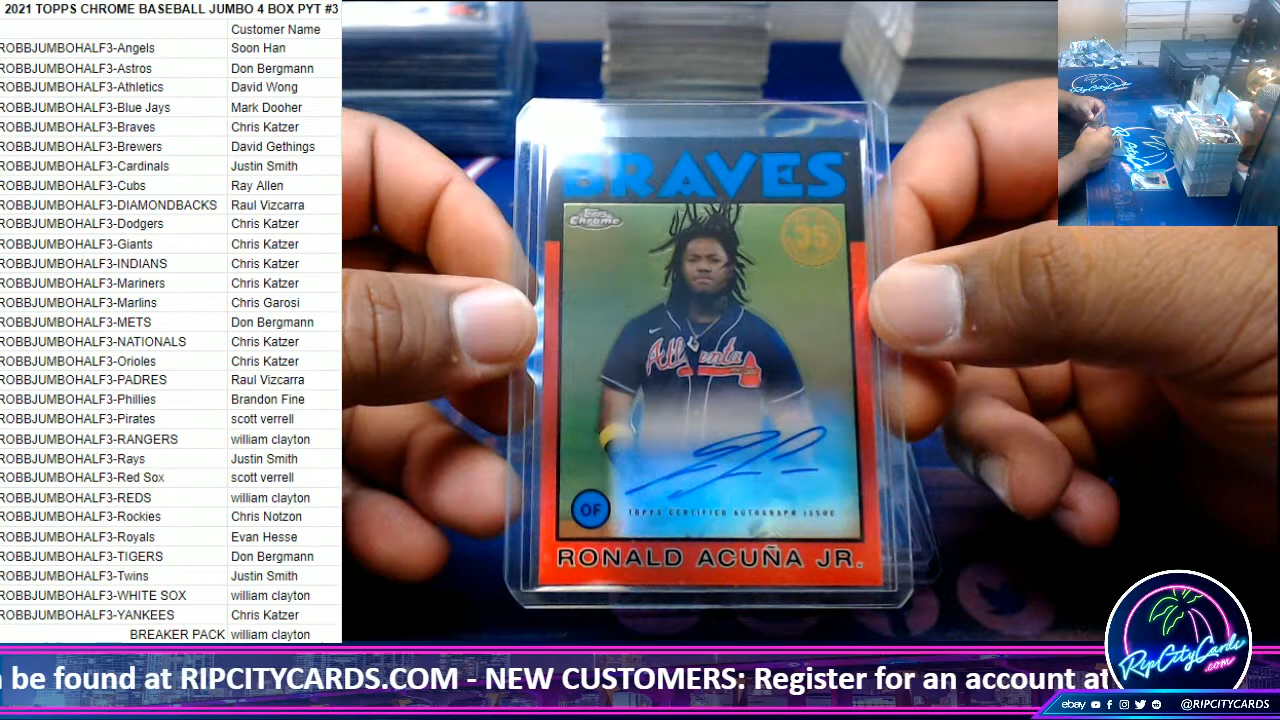 2021 TOPPS CHROME BASEBALL JUMBO 4 BOX PYT #3
Customer Name
ROBBJUMBOHALF3-Angels Soon Han
ROBBJUMBOHALF3-Astros Don Bergmann
ROBBJUMBOHALF3-Athletics David Wong
ROBBJUMBOHALF3-Blue Jays Mark Dooher
ROBBJUMBOHALF3-Braves Chris Katzer
ROBBJUMBOHALF3-Brewers David Gethings
ROBBJUMBOHALF3-Cardinals Justin Smith
ROBBJUMBOHALF3-Cubs Ray Allen
ROBBJUMBOHALF3-DIAMONDBACKS Raul Vizcarra
ROBBJUMBOHALF3-Dodgers Chris Katzer
ROBBJUMBOHALF3-Giants Chris Katzer
ROBBJUMBOHALF3-INDIANS Chris Katzer
ROBBJUMBOHALF3-Mariners Chris Katzer
ROBBJUMBOHALF3-Marlins Chris Garosi
ROBBJUMBOHALF3-METS Don Bergmann
ROBBJUMBOHALF3-NATIONALS Chris Katzer
ROBBJUMBOHALF3-Orioles Chris Katzer
ROBBJUMBOHALF3-PADRES Raul Vizcarra
ROBBJUMBOHALF3-Phillies Brandon Fine
ROBBJUMBOHALF3-Pirates scott verrell
ROBBJUMBOHALF3-RANGERS william clayton
ROBBJUMBOHALF3-Rays Justin Smith
ROBBJUMBOHALF3-Red Sox scott verrell
ROBBJUMBOHALF3-REDS william clayton
ROBBJUMBOHALF3-Rockies Chris Notzon
ROBBJUMBOHALF3-Royals Evan Hesse
ROBBJUMBOHALF3-TIGERS Don Bergmann
ROBBJUMBOHALF3-Twins Justin Smith
ROBBJUMBOHALF3-WHITE SOX william clayton
ROBBJUMBOHALF3-YANKEES Chris Katzer
BREAKER PACK william clayton
BRAVES
Topps Chrome
35
Atlanta
OF
TOPPS CERTIFIED AUTOGRAPH ISSUE
RONALD ACUÑA JR.
be found at RIPCITYCARDS.COM - NEW CUSTOMERS: Register for an account at
RipCityCards
.com
ebay @RIPCITYCARDS